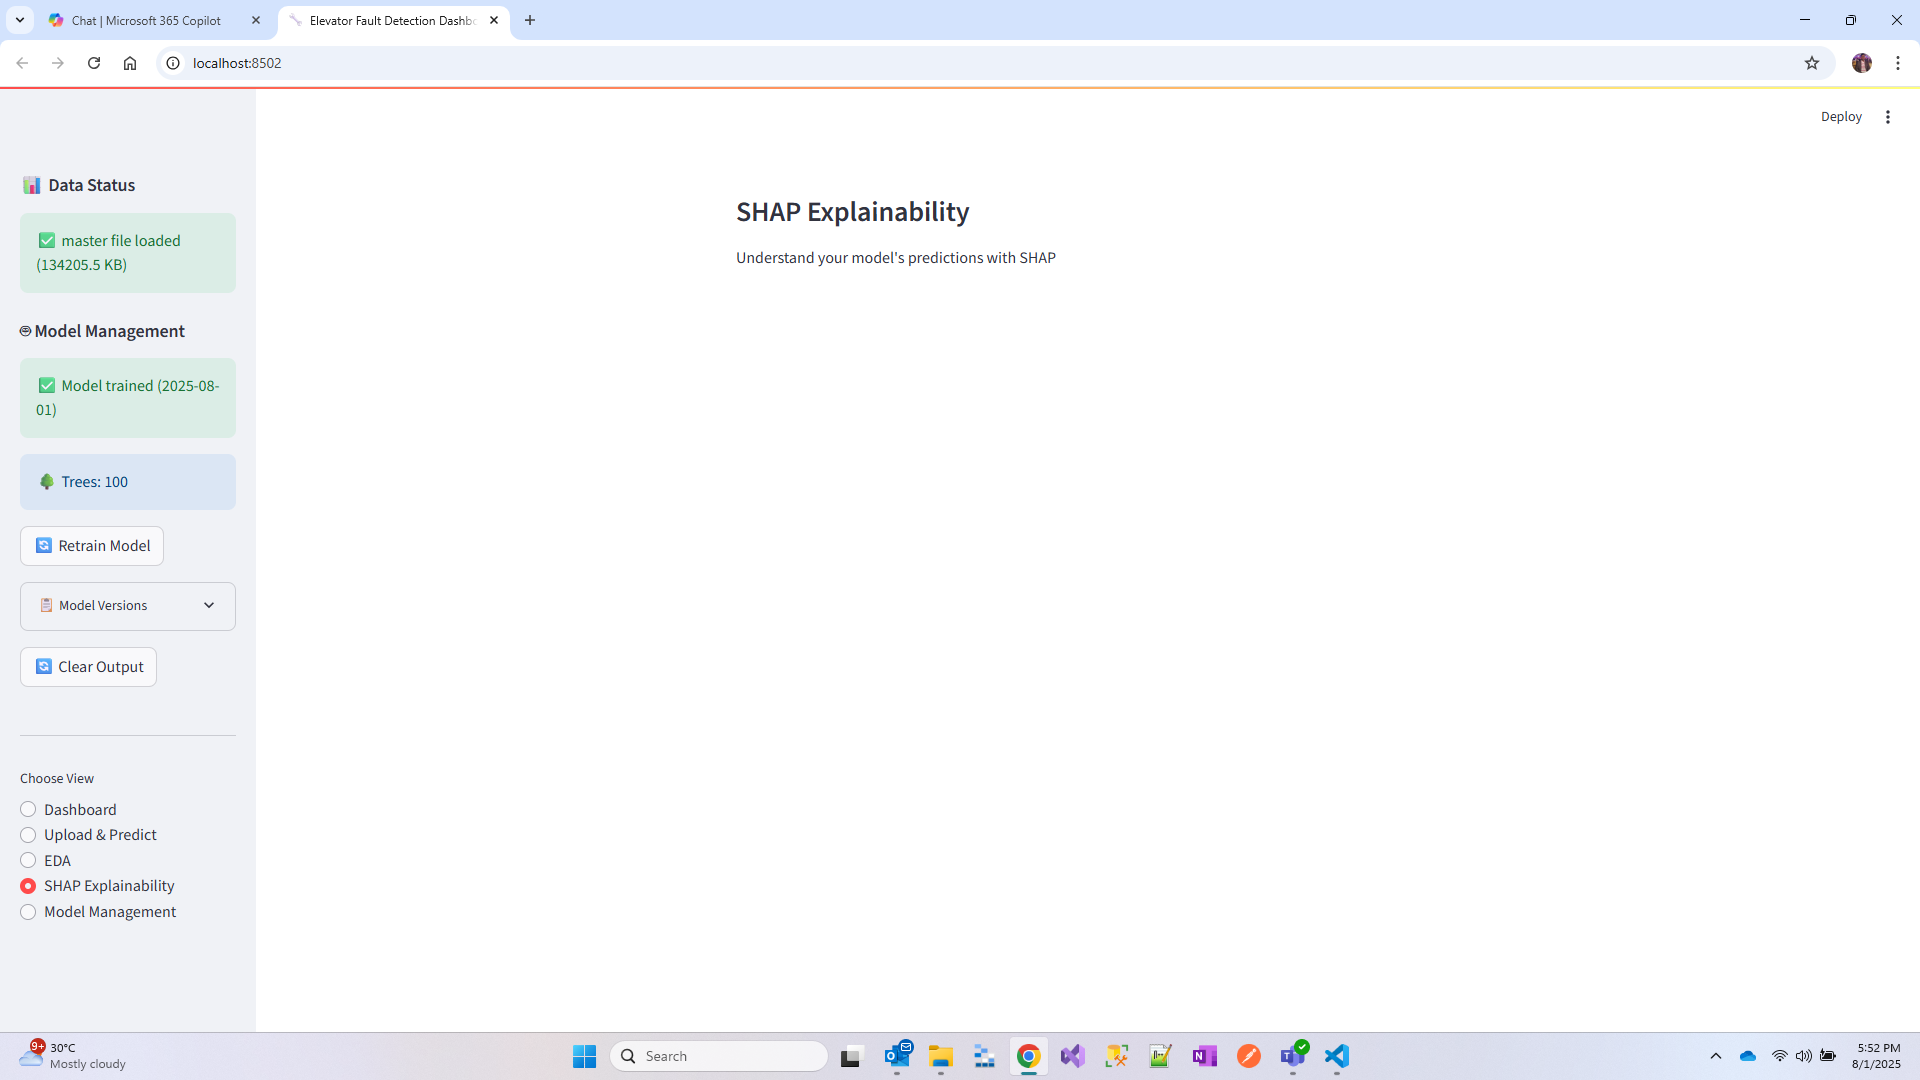 Chat | Microsoft 365 Copilot
Elevator Fault Detection Dashbo
localhost:8502
Deploy
Data Status
master file loaded
(134205.5 KB)
Model Management
Model trained (2025-08-
01)
Trees: 100
Retrain Model
Model Versions
Clear Output
Choose View
Dashboard
Upload & Predict
EDA
SHAP Explainability
Model Management
SHAP Explainability
Understand your model's predictions with SHAP
9+
30°C
Mostly cloudy
Search
5:52 PM
8/1/2025